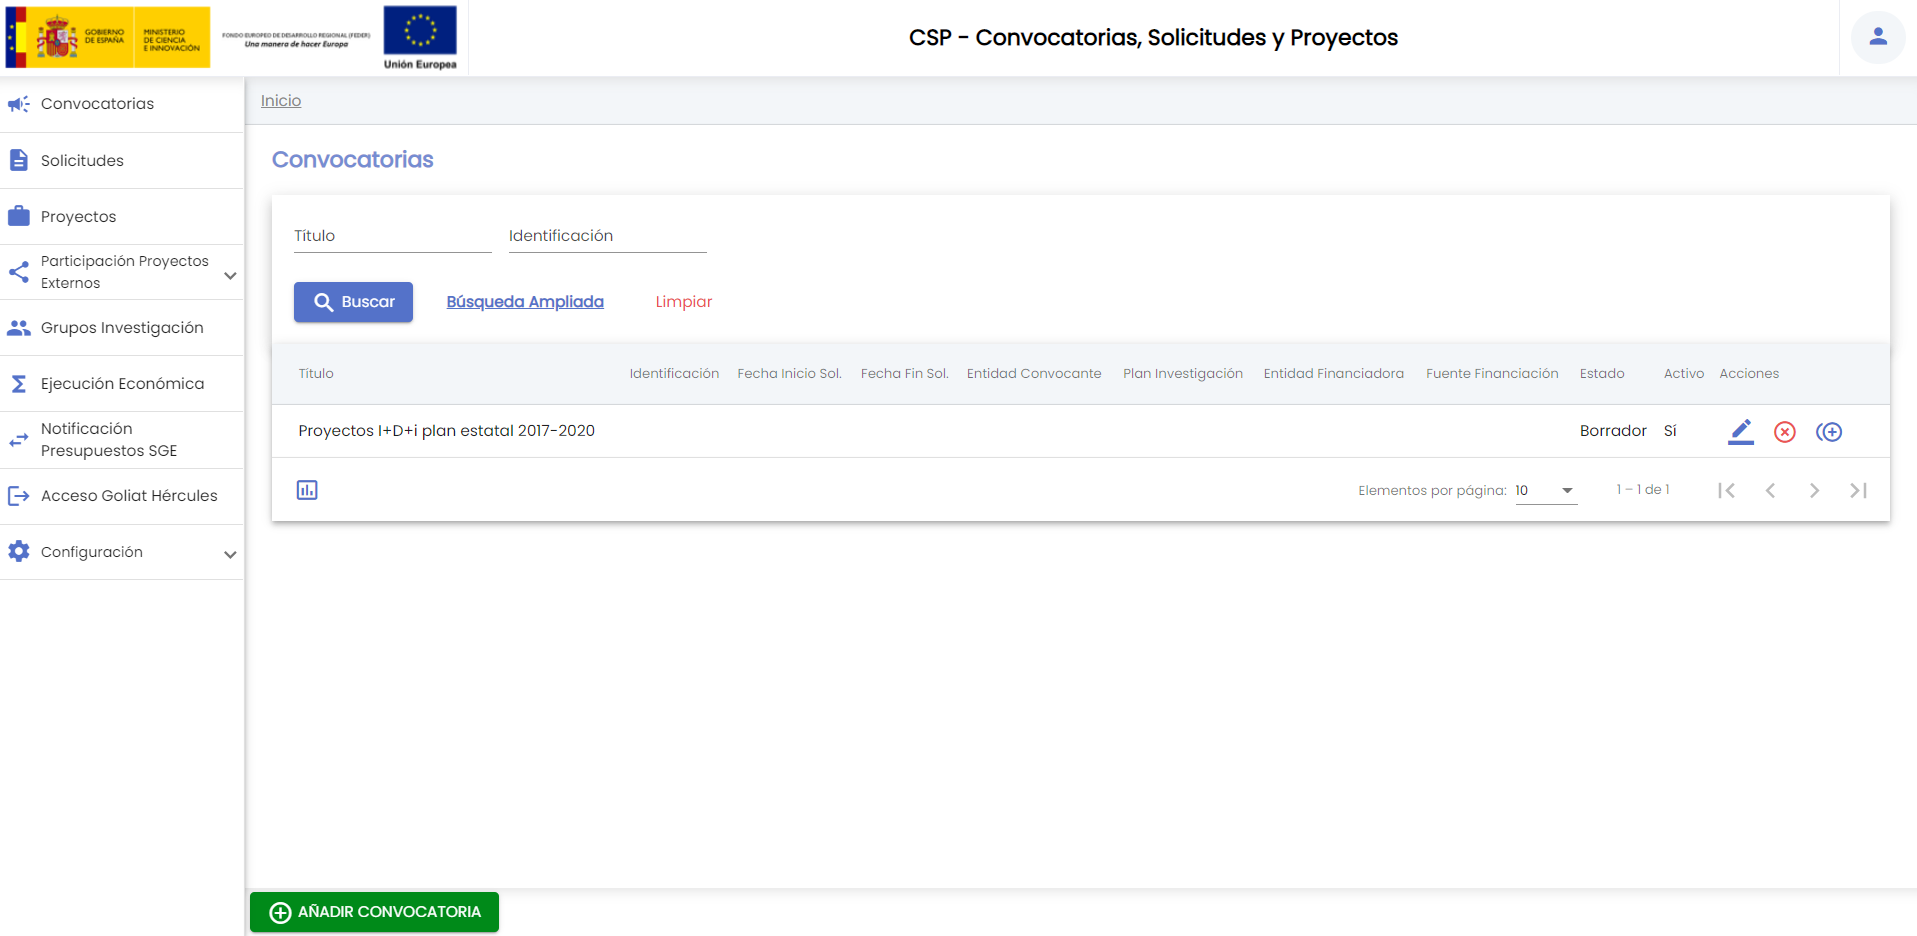 GOBIERNO
DE ESPAÑA
MINISTERIO
DE CIENCIA
E INNOVACIÓN
FONDO EUROPEO DE DESARROLLO REGIONAL (FEDER)
Una manera de hacer Europa
Unión Europea
CSP - Convocatorias, Solicitudes y Proyectos
Convocatorias
Solicitudes
Proyectos
Participación Proyectos
Externos
Grupos Investigación
Ejecución Económica
Notificación
Presupuestos SGE
Acceso Goliat Hércules
Configuración
Inicio
Convocatorias
Título Identificación
Buscar Búsqueda Ampliada Limpiar
Título Identificación Fecha Inicio Sol. Fecha Fin Sol. Entidad Convocante Plan Investigación Entidad Financiadora Fuente Financiación Estado Activo Acciones
Proyectos I+D+i plan estatal 2017-2020 Borrador Sí
Elementos por página: 10 1 – 1 de 1
AÑADIR CONVOCATORIA